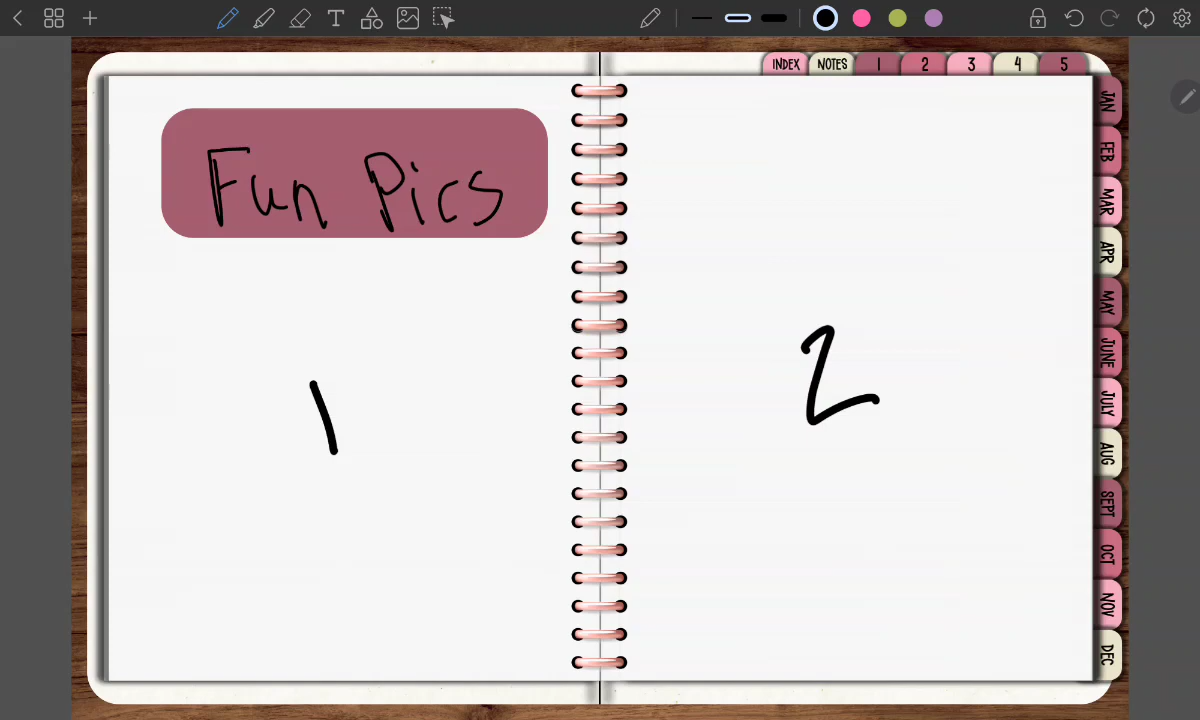 INDEX NOTES 1 2 3 4 5
Fun Pics
1
2
JAN
FEB
MAR
APR
MAY
JUNE
JULY
AUG
SEPT
OCT
NOV
DEC